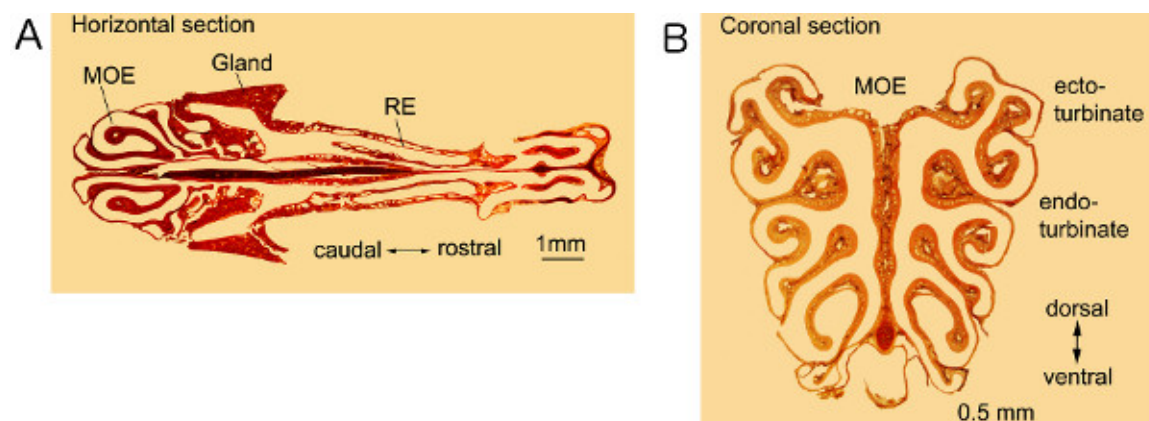 A
Horizontal section
MOE
Gland
RE
caudal
rostral
1mm
B
Coronal section
MOE
ecto-
turbinate
endo-
turbinate
dorsal
ventral
0.5 mm